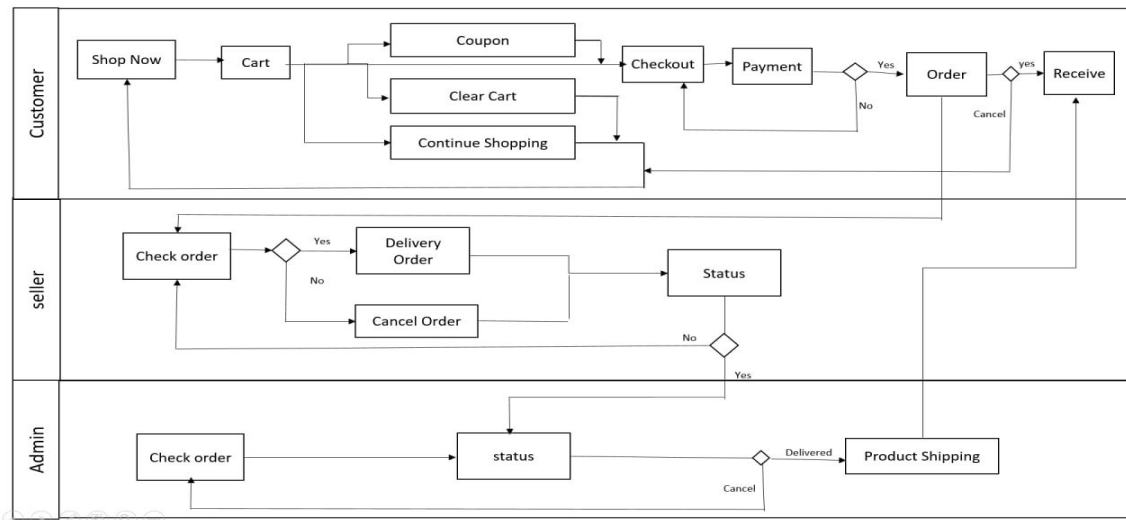 Customer
Shop Now
Cart
Coupon
Clear Cart
Continue Shopping
Checkout
Payment
Yes
No
Order
yes
Cancel
Receive
seller
Check order
Yes
No
Delivery
Order
Cancel Order
Status
No
Yes
Admin
Check order
status
Delivered
Cancel
Product Shipping